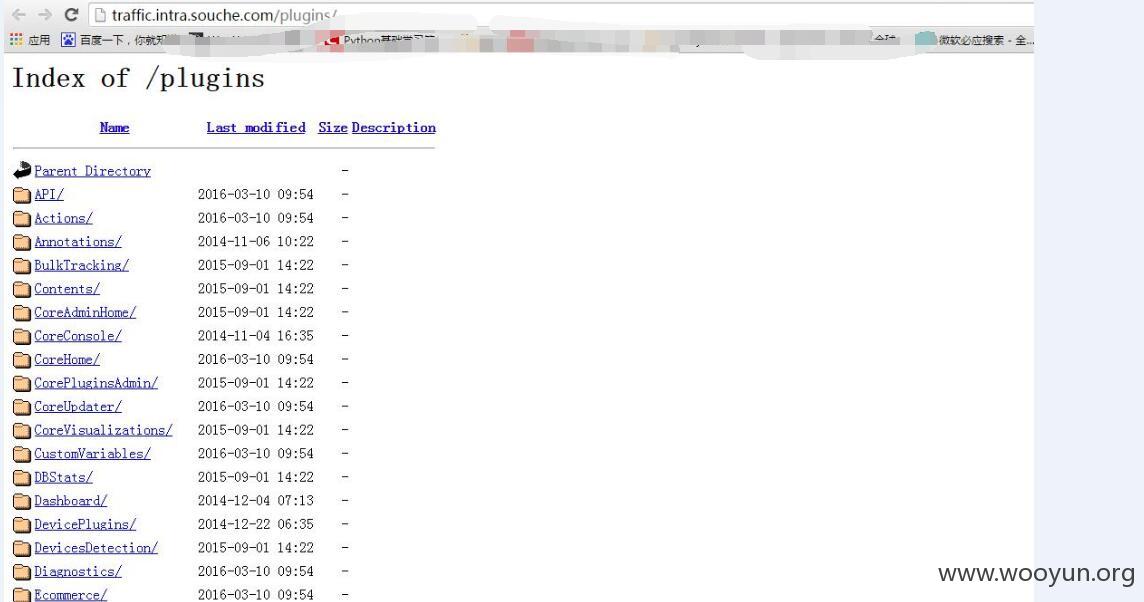 traffic.intra.souche.com/plugins/
应用 百度一下，你就知 Python基础学习 微软必应搜索 - 全...
Index of /plugins
Name Last modified Size Description
Parent Directory -
API/ 2016-03-10 09:54 -
Actions/ 2016-03-10 09:54 -
Annotations/ 2014-11-06 10:22 -
BulkTracking/ 2015-09-01 14:22 -
Contents/ 2015-09-01 14:22 -
CoreAdminHome/ 2015-09-01 14:22 -
CoreConsole/ 2014-11-04 16:35 -
CoreHome/ 2016-03-10 09:54 -
CorePluginsAdmin/ 2015-09-01 14:22 -
CoreUpdater/ 2016-03-10 09:54 -
CoreVisualizations/ 2015-09-01 14:22 -
CustomVariables/ 2016-03-10 09:54 -
DBStats/ 2015-09-01 14:22 -
Dashboard/ 2014-12-04 07:13 -
DevicePlugins/ 2014-12-22 06:35 -
DevicesDetection/ 2015-09-01 14:22 -
Diagnostics/ 2016-03-10 09:54 -
Ecommerce/ 2016-03-10 09:54 -
www.wooyun.org